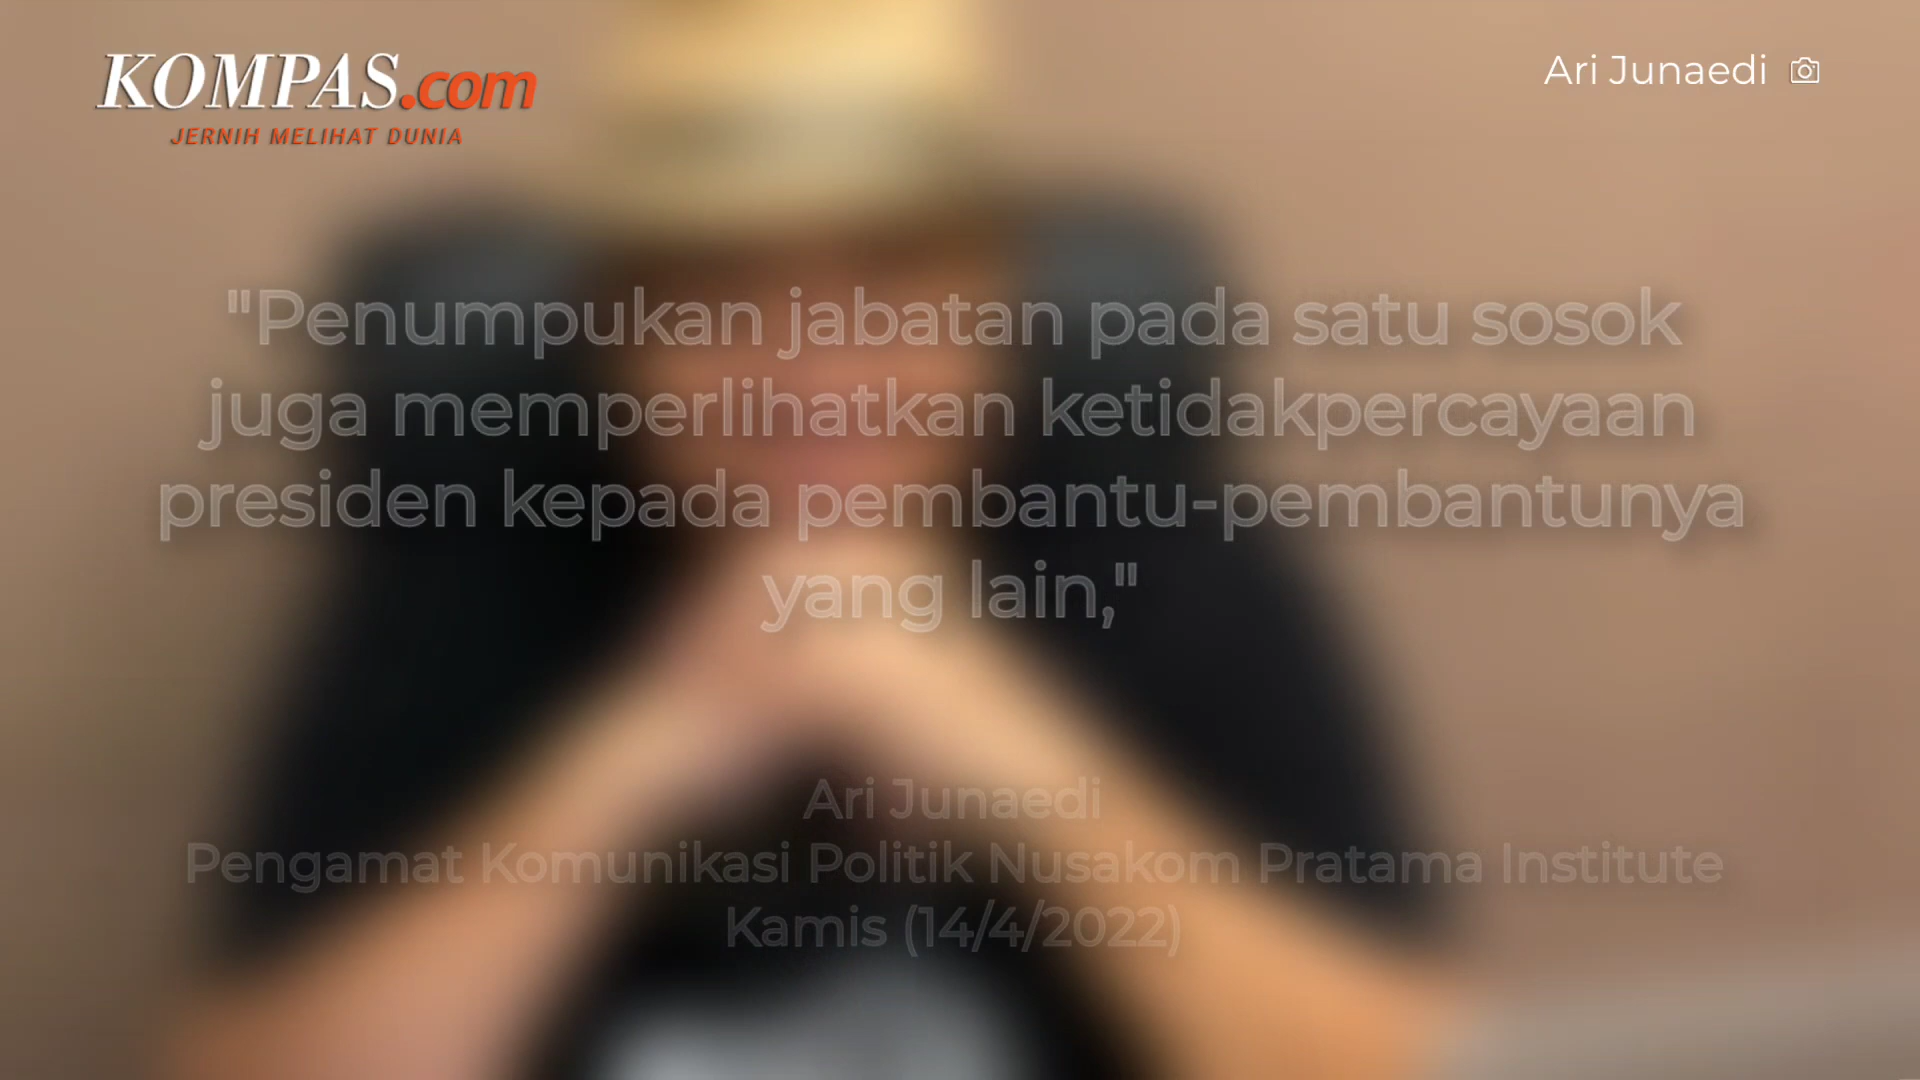 KOMPAS.com
JERNIH MELIHAT DUNIA
Ari Junaedi
"Penumpukan jabatan pada satu sosok
juga memperlihatkan ketidakpercayaan
presiden kepada pembantu-pembantunya
yang lain,"
Ari Junaedi
Pengamat Komunikasi Politik Nusakom Pratama Institute
Kamis (14/4/2022)